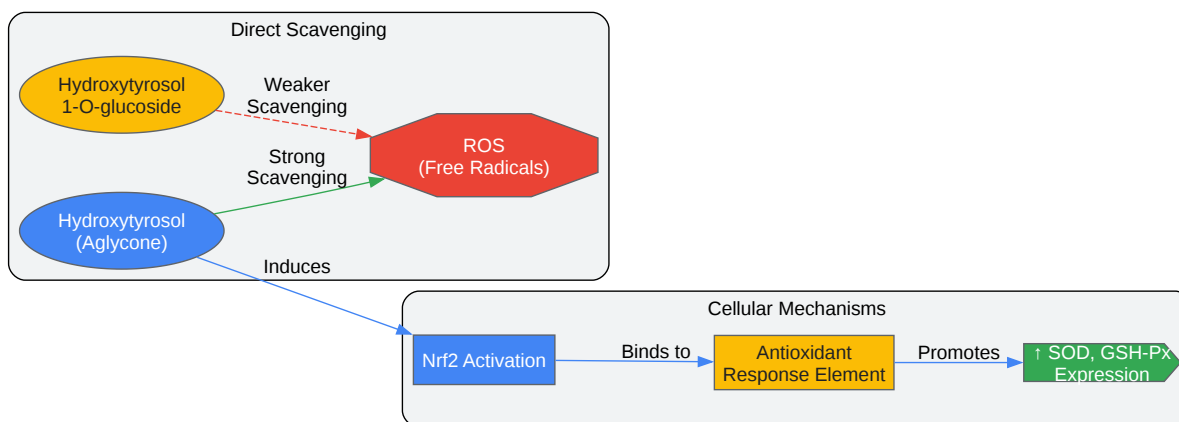 Direct Scavenging
Hydroxytyrosol
1-O-glucoside
Weaker
Scavenging
ROS
(Free Radicals)
Strong
Scavenging
Hydroxytyrosol
(Aglycone)
Induces
Cellular Mechanisms
Nrf2 Activation
Binds to
Antioxidant
Response Element
Promotes
↑ SOD, GSH-Px
Expression